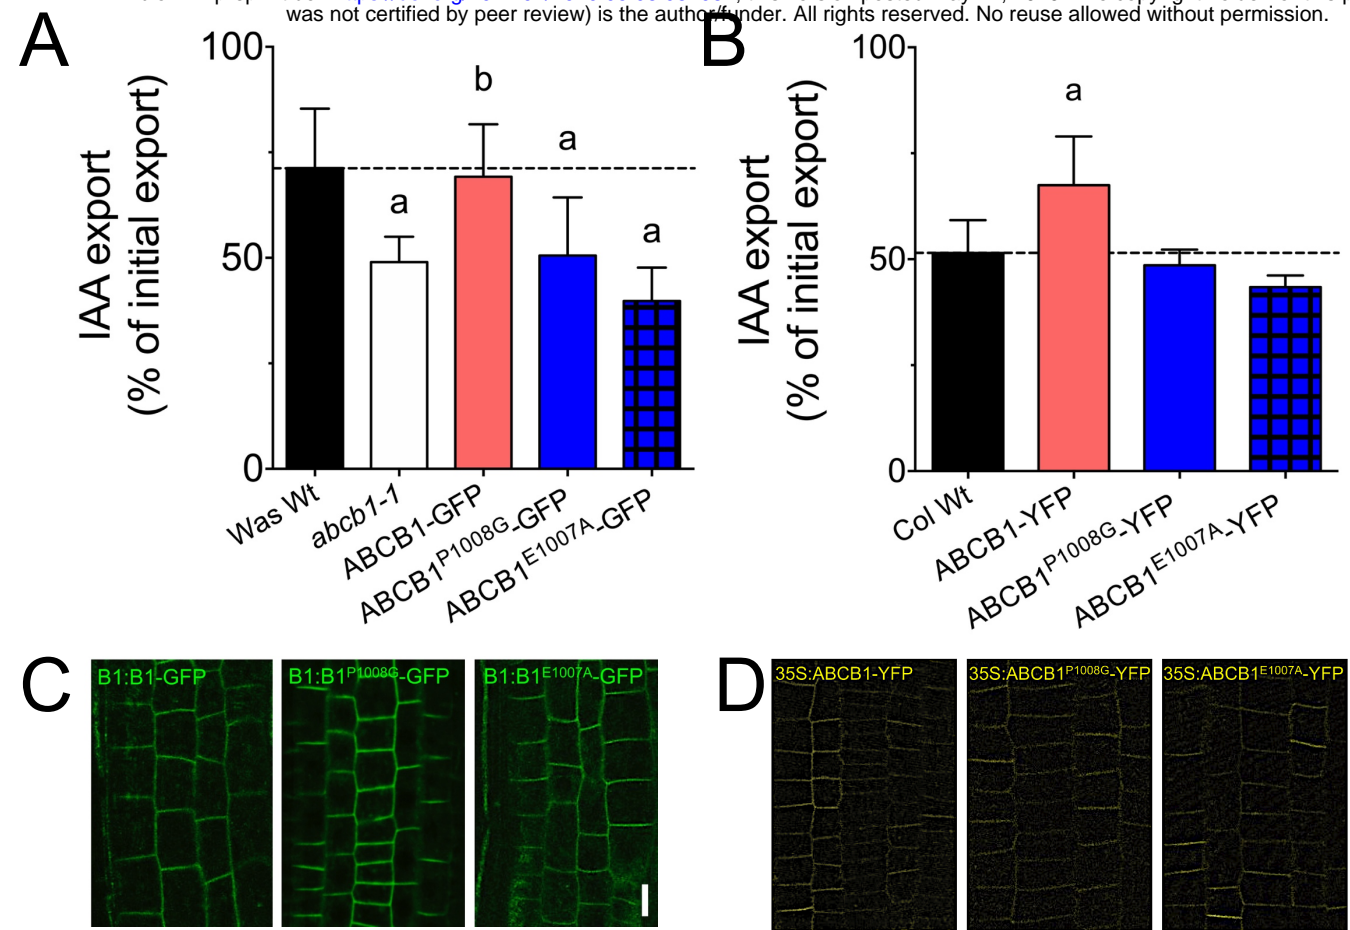 was not certified by peer review) is the author/funder. All rights reserved. No reuse allowed without permission.
A
IAA export
(% of initial export)
100
50
0
b
a
a
a
Was Wt
abcb1-1
ABCB1-GFP
ABCB1P1008G-GFP
ABCB1E1007A-GFP
B
IAA export
(% of initial export)
100
50
0
a
Col Wt
ABCB1-YFP
ABCB1P1008G-YFP
ABCB1E1007A-YFP
C
B1:B1-GFP
B1:B1P1008G-GFP
B1:B1E1007A-GFP
D
35S:ABCB1-YFP
35S:ABCB1P1008G-YFP
35S:ABCB1E1007A-YFP